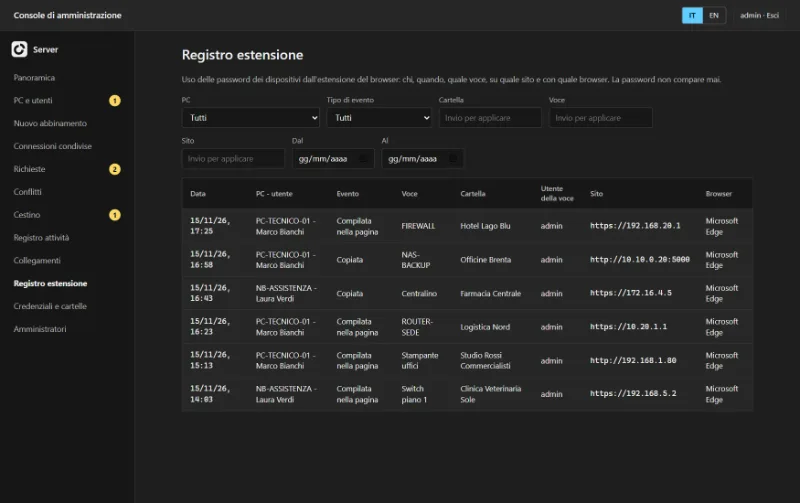 Console di amministrazione
IT EN admin · Esci
Server
Panoramica
PC e utenti 1
Nuovo abbinamento
Connessioni condivise
Richieste 2
Conflitti
Cestino 1
Registro attività
Collegamenti
Registro estensione
Credenziali e cartelle
Amministratori
Registro estensione
Uso delle password dei dispositivi dall'estensione del browser: chi, quando, quale voce, su quale sito e con quale browser. La password non compare mai.
PC Tipo di evento Cartella Voce
Tutti Tutti Invio per applicare Invio per applicare
Sito Dal Al
Invio per applicare gg/mm/aaaa gg/mm/aaaa
Data PC - utente Evento Voce Cartella Utente della voce Sito Browser
15/11/26, 17:25 PC-TECNICO-01 - Marco Bianchi Compilata nella pagina FIREWALL Hotel Lago Blu admin https://192.168.20.1 Microsoft Edge
15/11/26, 16:58 PC-TECNICO-01 - Marco Bianchi Copiata NAS-BACKUP Officine Brenta admin http://10.10.0.20:5000 Microsoft Edge
15/11/26, 16:43 NB-ASSISTENZA - Laura Verdi Copiata Centralino Farmacia Centrale admin https://172.16.4.5 Microsoft Edge
15/11/26, 16:23 PC-TECNICO-01 - Marco Bianchi Compilata nella pagina ROUTER-SEDE Logistica Nord admin https://10.20.1.1 Microsoft Edge
15/11/26, 15:13 PC-TECNICO-01 - Marco Bianchi Compilata nella pagina Stampante uffici Studio Rossi Commercialisti admin http://192.168.1.80 Microsoft Edge
15/11/26, 14:03 NB-ASSISTENZA - Laura Verdi Compilata nella pagina Switch piano 1 Clinica Veterinaria Sole admin https://192.168.5.2 Microsoft Edge